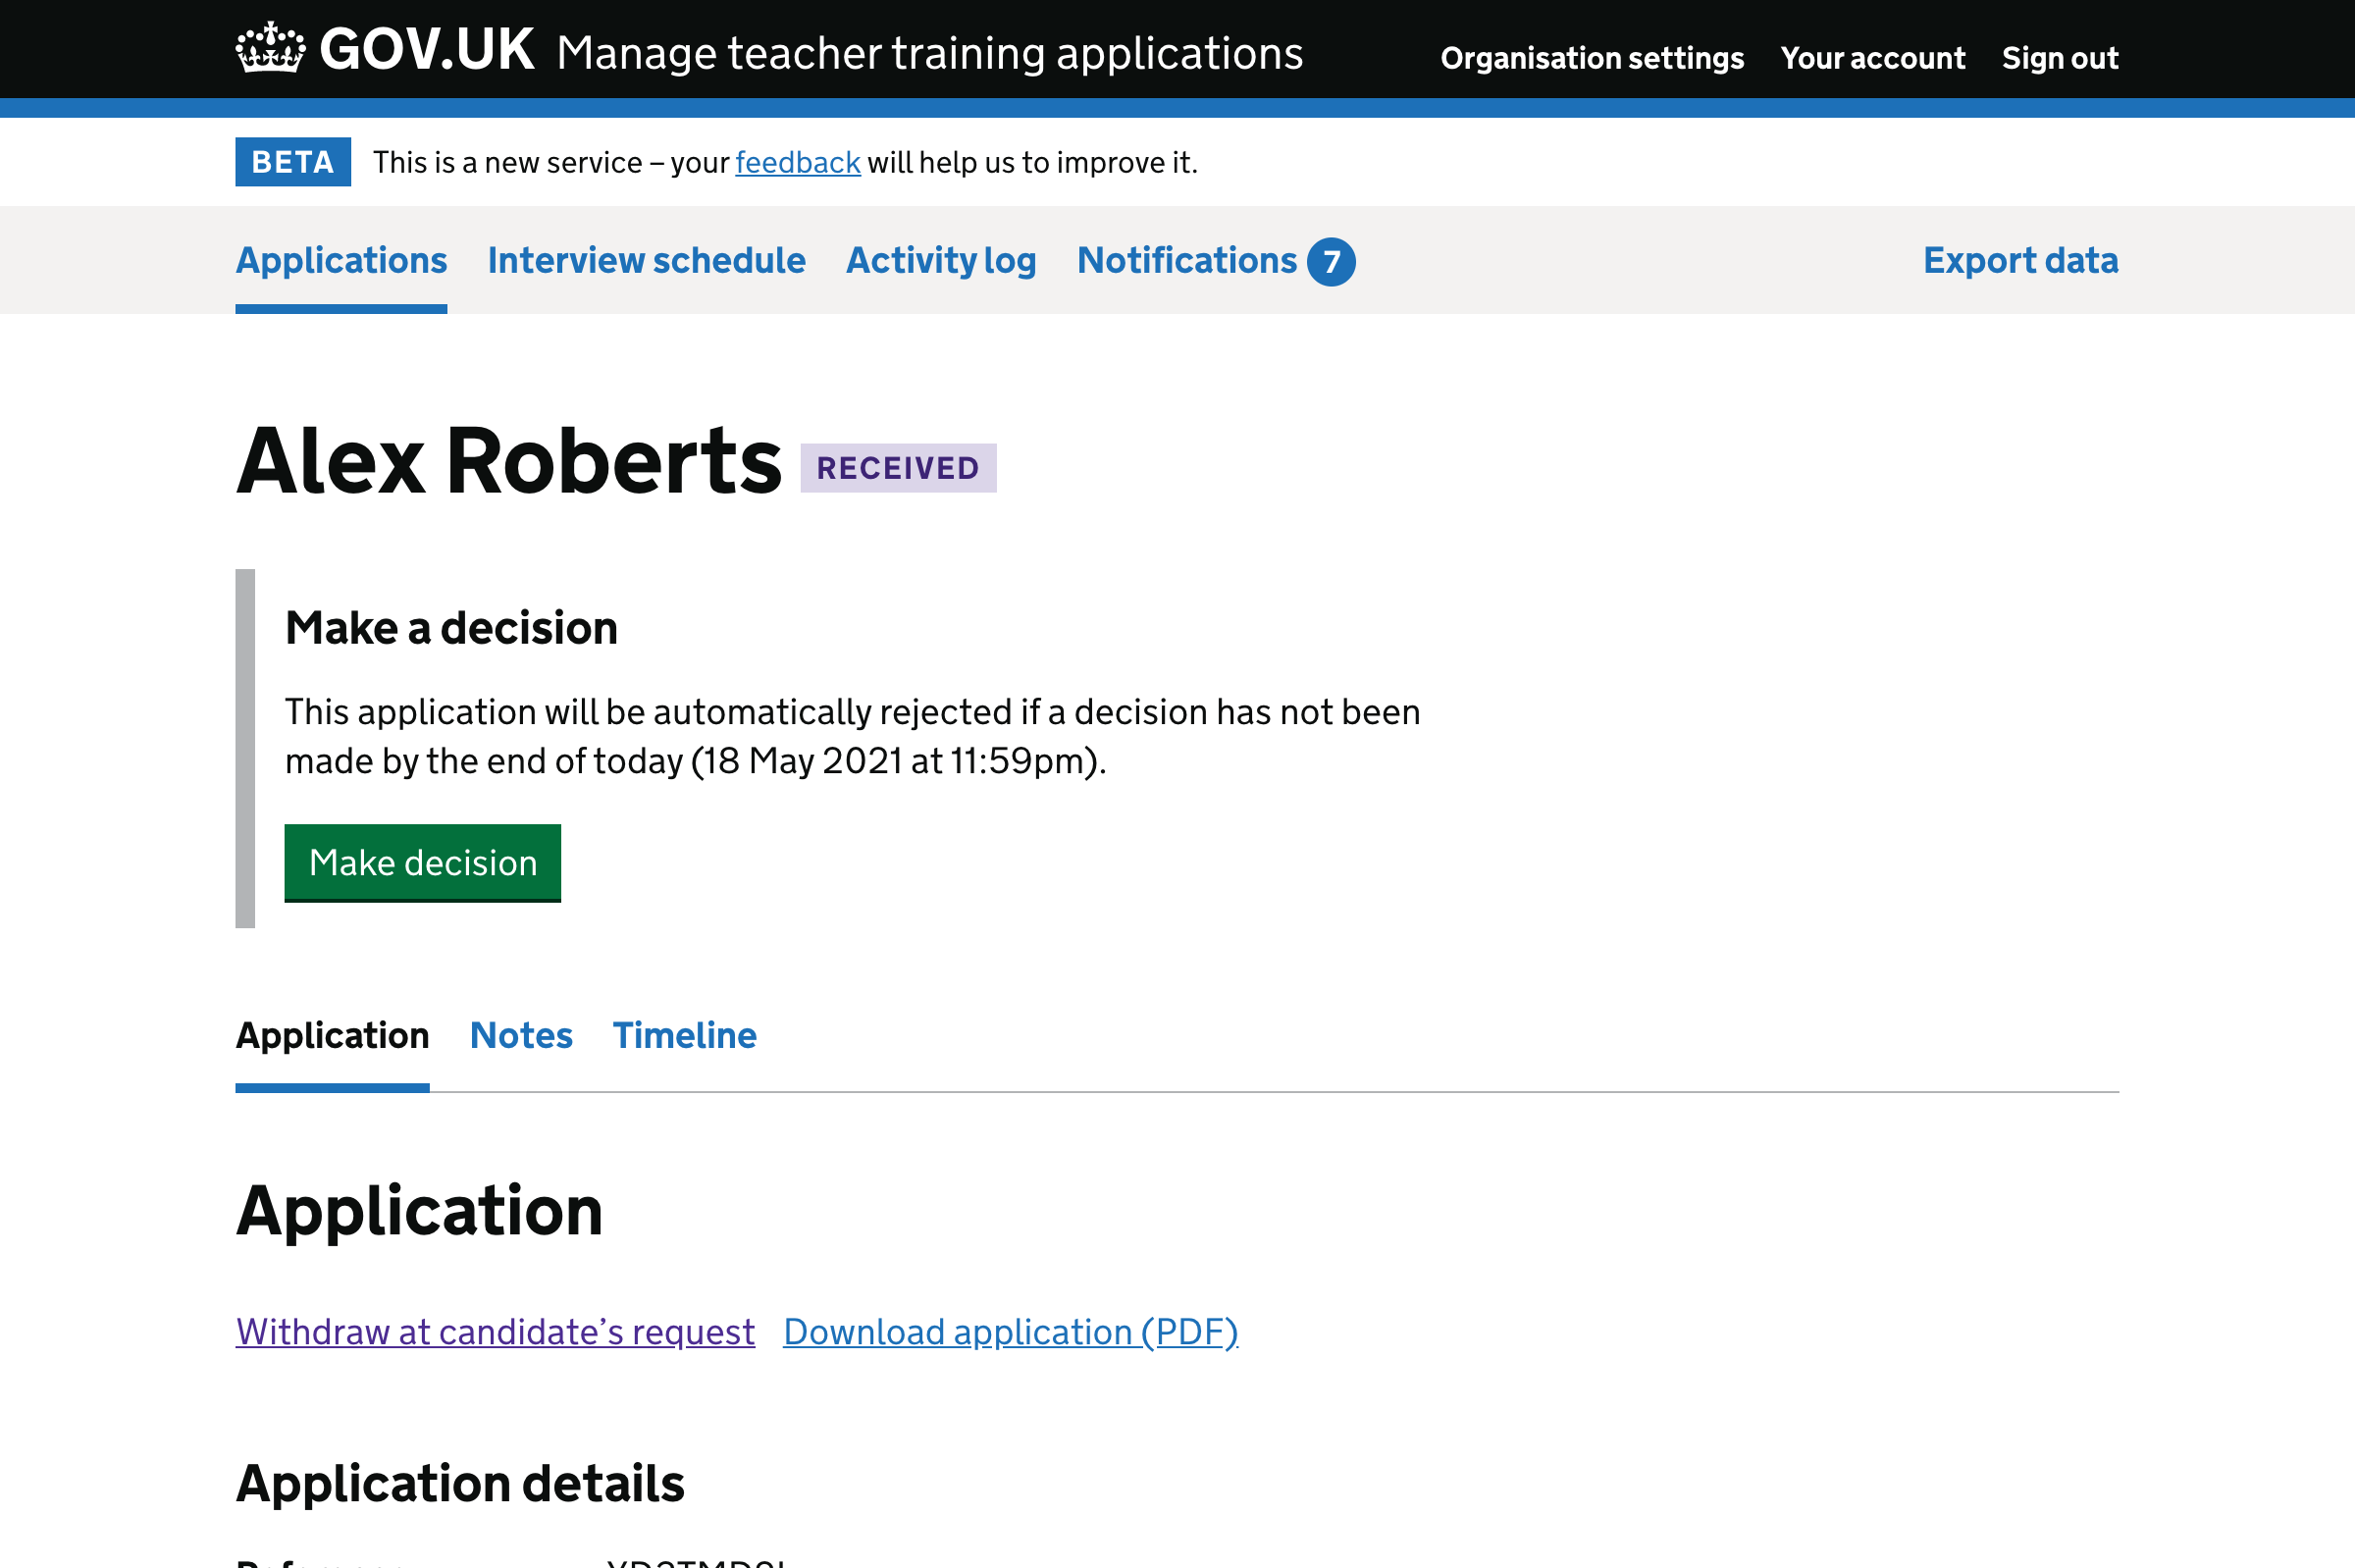 GOV.UK Manage teacher training applications Organisation settings Your account Sign out
BETA This is a new service – your feedback will help us to improve it.
Applications Interview schedule Activity log Notifications 7 Export data
Alex Roberts RECEIVED
Make a decision
This application will be automatically rejected if a decision has not been
made by the end of today (18 May 2021 at 11:59pm).
Make decision
Application Notes Timeline
Application
Withdraw at candidate’s request Download application (PDF)
Application details